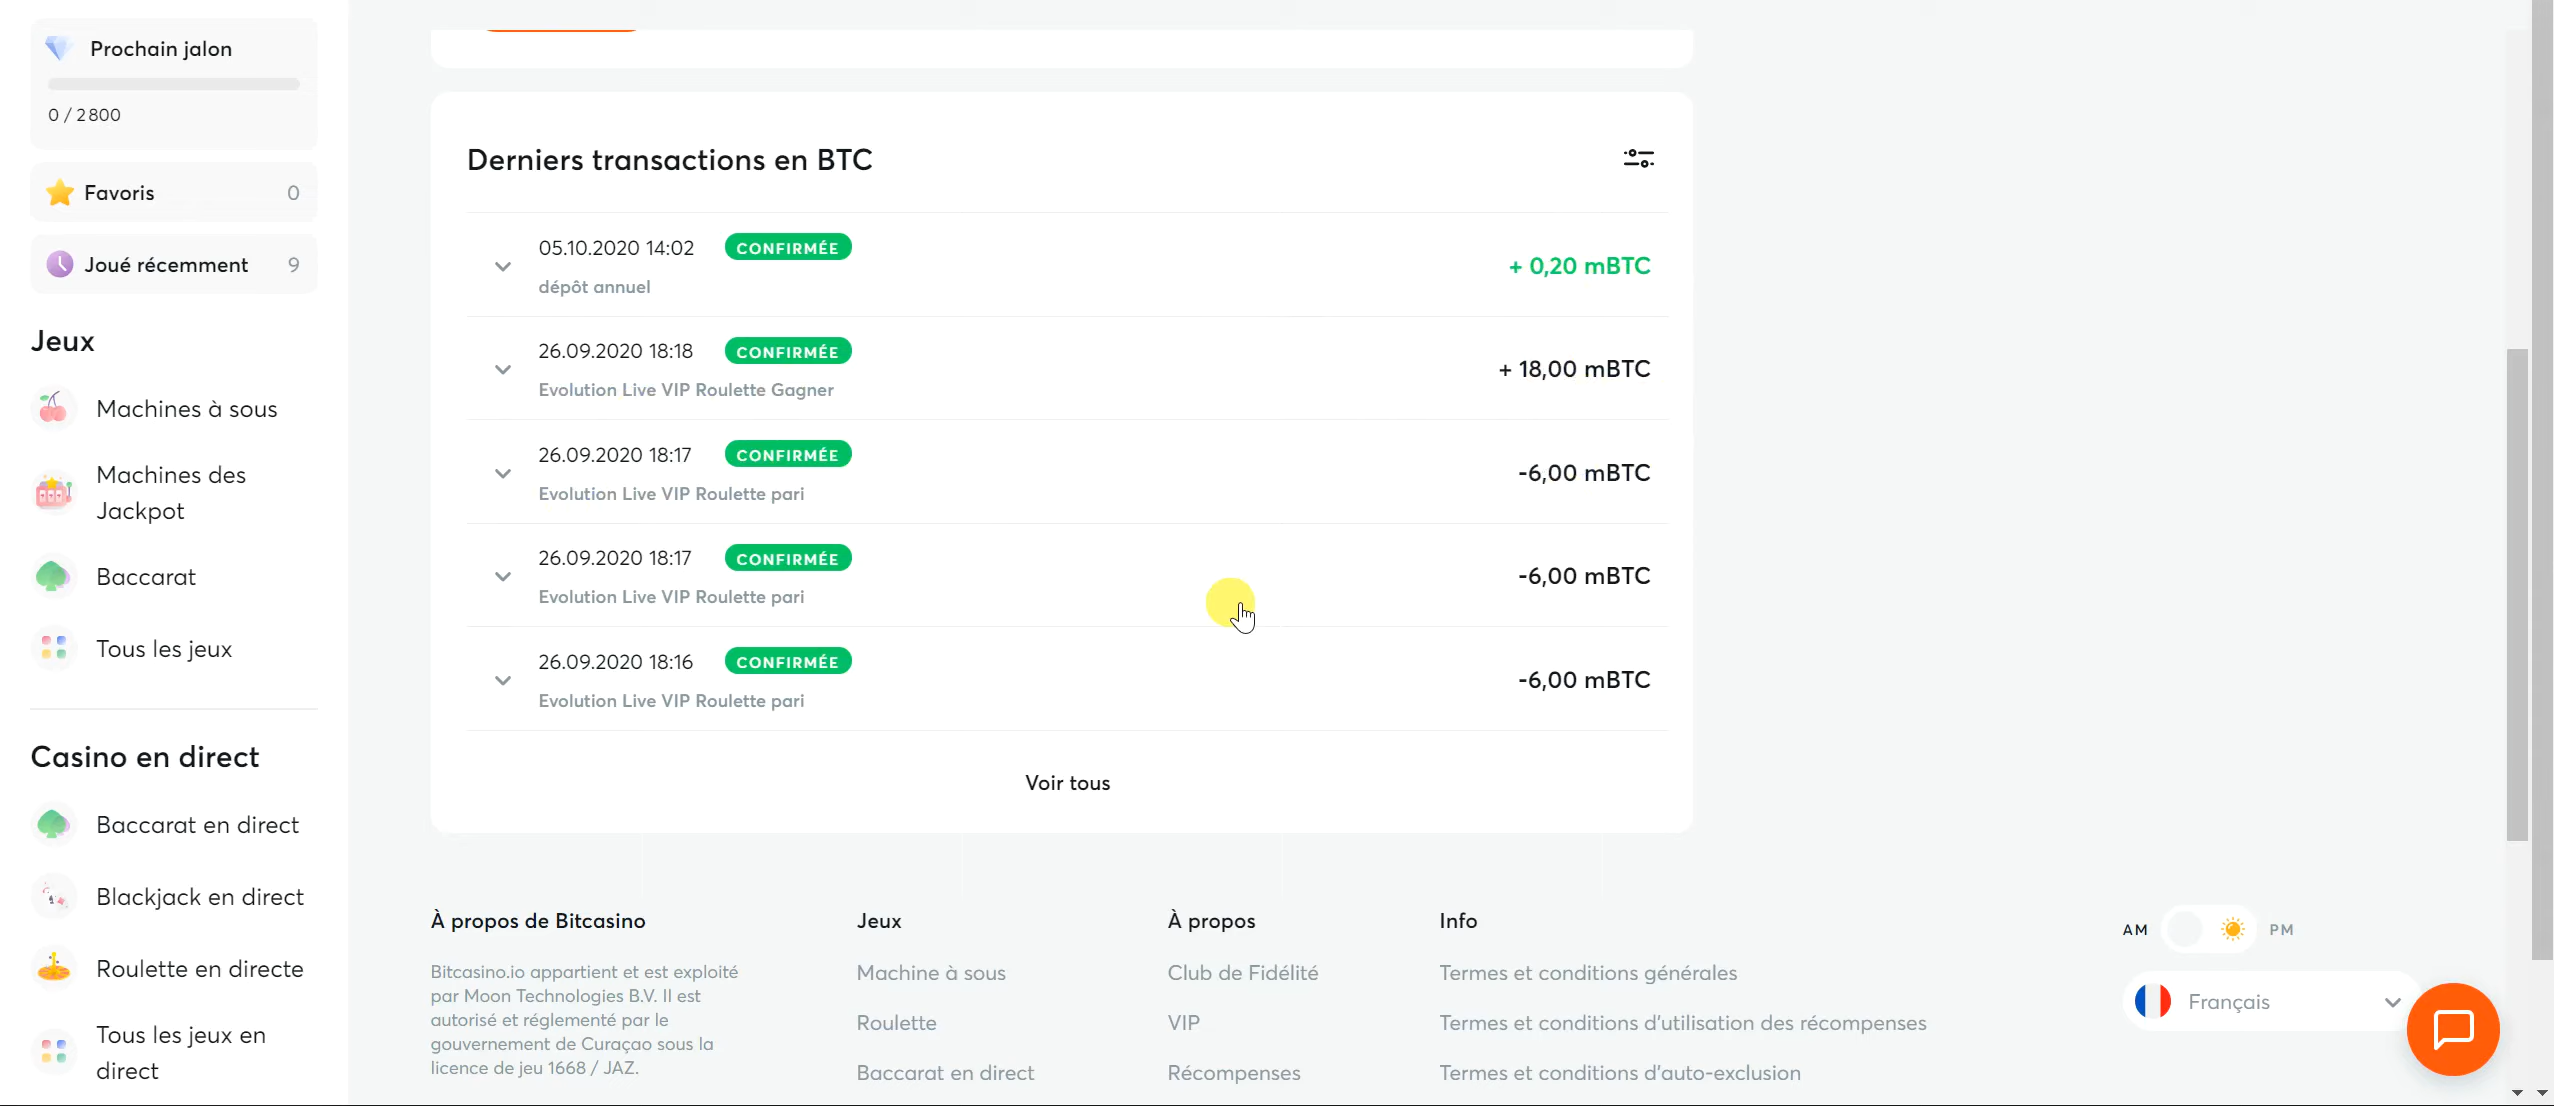 Prochain jalon
0 / 2800
Favoris 0
Joué récemment 9
Jeux
Machines à sous
Machines des
Jackpot
Baccarat
Tous les jeux
Casino en direct
Baccarat en direct
Blackjack en direct
Roulette en directe
Tous les jeux en
direct
Derniers transactions en BTC
05.10.2020 14:02 CONFIRMÉE
dépôt annuel
+ 0,20 mBTC
26.09.2020 18:18 CONFIRMÉE
Evolution Live VIP Roulette Gagner
+ 18,00 mBTC
26.09.2020 18:17 CONFIRMÉE
Evolution Live VIP Roulette pari
-6,00 mBTC
26.09.2020 18:17 CONFIRMÉE
Evolution Live VIP Roulette pari
-6,00 mBTC
26.09.2020 18:16 CONFIRMÉE
Evolution Live VIP Roulette pari
-6,00 mBTC
Voir tous
À propos de Bitcasino
Bitcasino.io appartient et est exploité
par Moon Technologies B.V. Il est
autorisé et réglementé par le
gouvernement de Curaçao sous la
licence de jeu 1668 / JAZ.
Jeux
Machine à sous
Roulette
Baccarat en direct
À propos
Club de Fidélité
VIP
Récompenses
Info
Termes et conditions générales
Termes et conditions d'utilisation des récompenses
Termes et conditions d'auto-exclusion
AM PM
Français